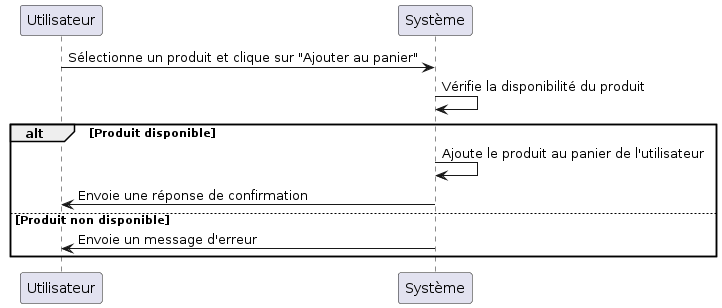 Utilisateur
Système
Sélectionne un produit et clique sur "Ajouter au panier"
Vérifie la disponibilité du produit
alt
[Produit disponible]
Ajoute le produit au panier de l'utilisateur
Envoie une réponse de confirmation
[Produit non disponible]
Envoie un message d'erreur
Utilisateur
Système